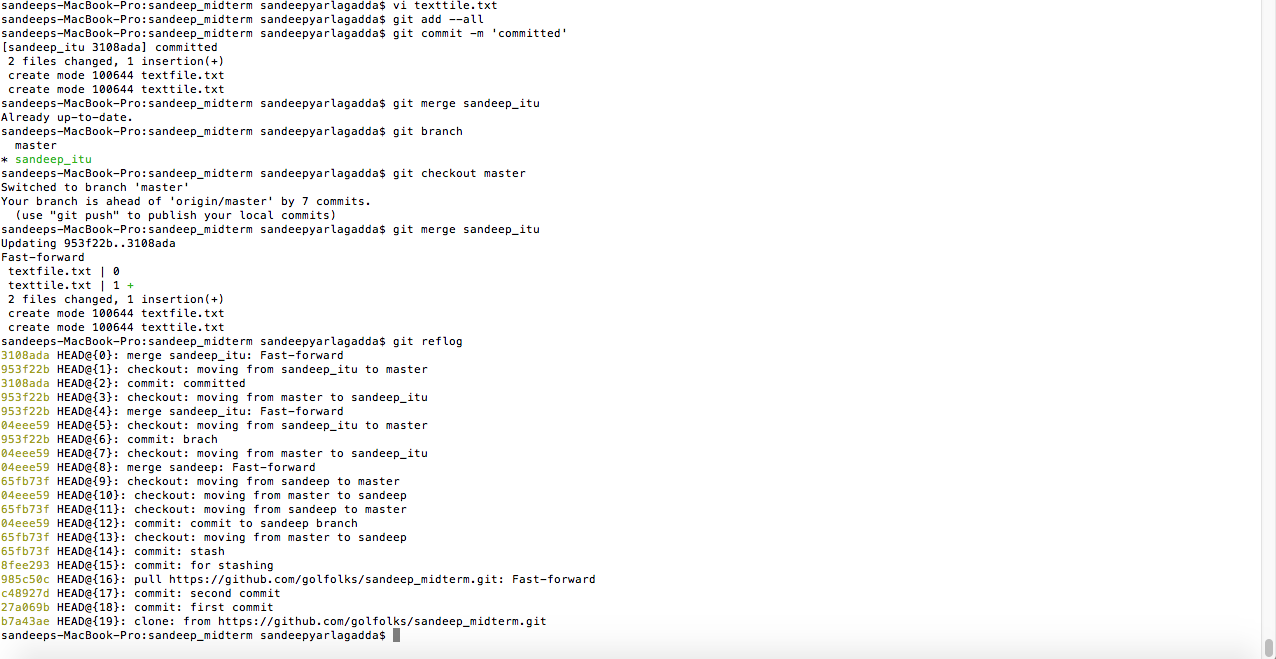 sandeeps-MacBook-Pro:sandeep_midterm sandeepyarlagadda$ vi texttile.txt
sandeeps-MacBook-Pro:sandeep_midterm sandeepyarlagadda$ git add --all
sandeeps-MacBook-Pro:sandeep_midterm sandeepyarlagadda$ git commit -m 'committed'
[sandeep_itu 3108ada] committed
 2 files changed, 1 insertion(+)
 create mode 100644 textfile.txt
 create mode 100644 texttile.txt
sandeeps-MacBook-Pro:sandeep_midterm sandeepyarlagadda$ git merge sandeep_itu
Already up-to-date.
sandeeps-MacBook-Pro:sandeep_midterm sandeepyarlagadda$ git branch
  master
* sandeep_itu
sandeeps-MacBook-Pro:sandeep_midterm sandeepyarlagadda$ git checkout master
Switched to branch 'master'
Your branch is ahead of 'origin/master' by 7 commits.
  (use "git push" to publish your local commits)
sandeeps-MacBook-Pro:sandeep_midterm sandeepyarlagadda$ git merge sandeep_itu
Updating 953f22b..3108ada
Fast-forward
 textfile.txt | 0
 texttile.txt | 1 +
 2 files changed, 1 insertion(+)
 create mode 100644 textfile.txt
 create mode 100644 texttile.txt
sandeeps-MacBook-Pro:sandeep_midterm sandeepyarlagadda$ git reflog
3108ada HEAD@{0}: merge sandeep_itu: Fast-forward
953f22b HEAD@{1}: checkout: moving from sandeep_itu to master
3108ada HEAD@{2}: commit: committed
953f22b HEAD@{3}: checkout: moving from master to sandeep_itu
953f22b HEAD@{4}: merge sandeep_itu: Fast-forward
04eee59 HEAD@{5}: checkout: moving from sandeep_itu to master
953f22b HEAD@{6}: commit: brach
04eee59 HEAD@{7}: checkout: moving from master to sandeep_itu
04eee59 HEAD@{8}: merge sandeep: Fast-forward
65fb73f HEAD@{9}: checkout: moving from sandeep to master
04eee59 HEAD@{10}: checkout: moving from master to sandeep
65fb73f HEAD@{11}: checkout: moving from sandeep to master
04eee59 HEAD@{12}: commit: commit to sandeep branch
65fb73f HEAD@{13}: checkout: moving from master to sandeep
65fb73f HEAD@{14}: commit: stash
8fee293 HEAD@{15}: commit: for stashing
985c50c HEAD@{16}: pull https://github.com/golfolks/sandeep_midterm.git: Fast-forward
c48927d HEAD@{17}: commit: second commit
27a069b HEAD@{18}: commit: first commit
b7a43ae HEAD@{19}: clone: from https://github.com/golfolks/sandeep_midterm.git
sandeeps-MacBook-Pro:sandeep_midterm sandeepyarlagadda$